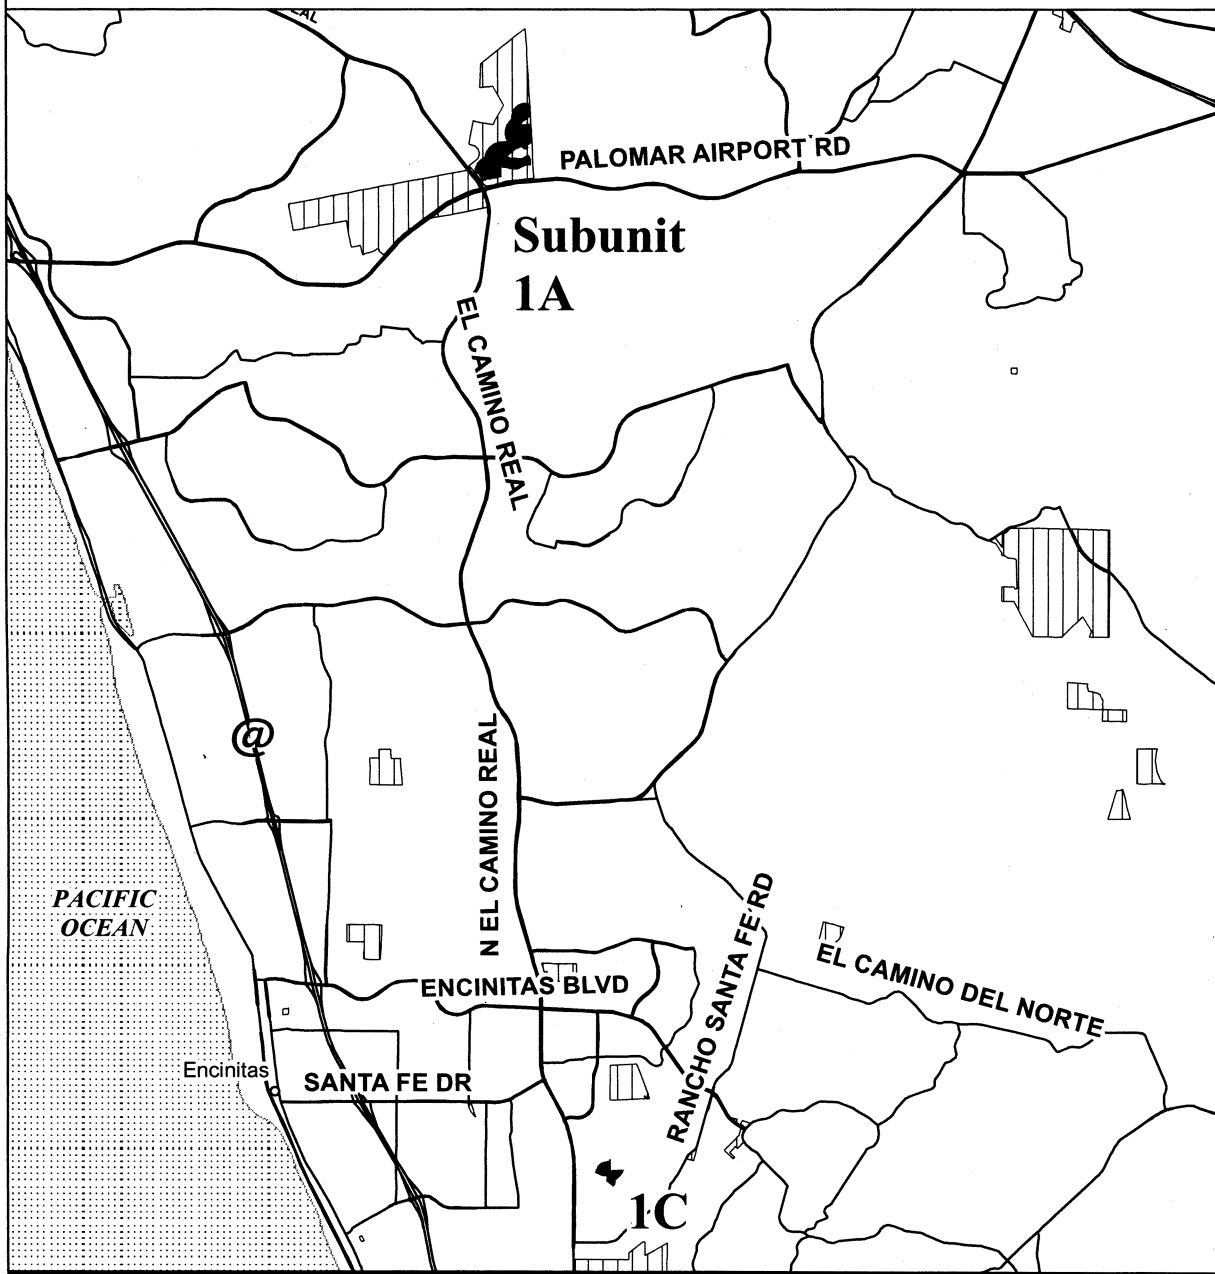 PALOMAR AIRPORT RD
Subunit
1A
EL CAMINO REAL
@
N EL CAMINO REAL
PACIFIC
OCEAN
RANCHO SANTA FE RD
EL CAMINO DEL NORTE
ENCINITAS BLVD
Encinitas
SANTA FE DR
1C